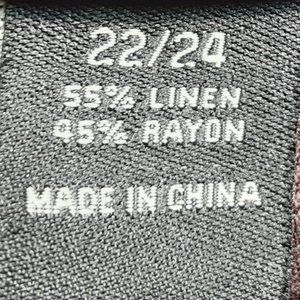 22/24
55% LINEN
45% RAYON
MADE IN CHINA